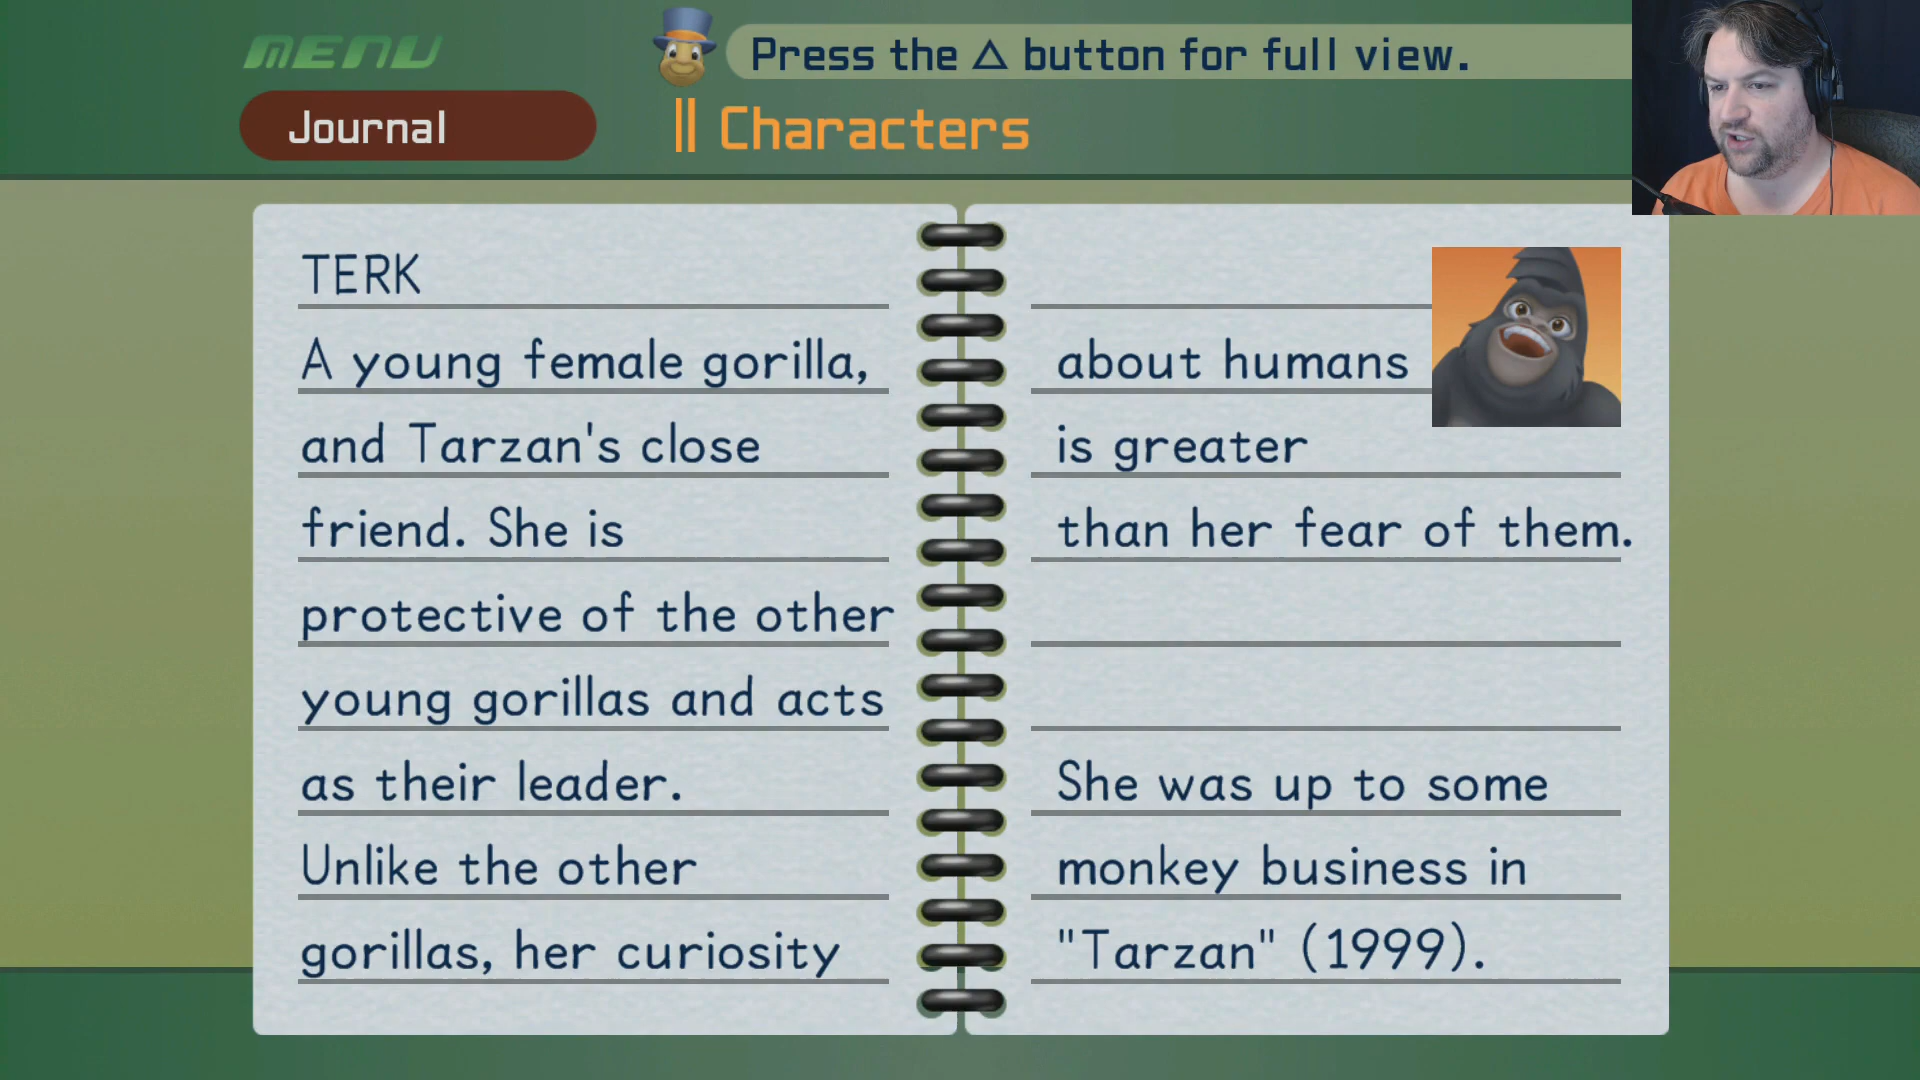 MENU
Press the △ button for full view.
Journal
Characters
TERK
A young female gorilla,
and Tarzan's close
friend. She is
protective of the other
young gorillas and acts
as their leader.
Unlike the other
gorillas, her curiosity
about humans
is greater
than her fear of them.
She was up to some
monkey business in
"Tarzan" (1999).